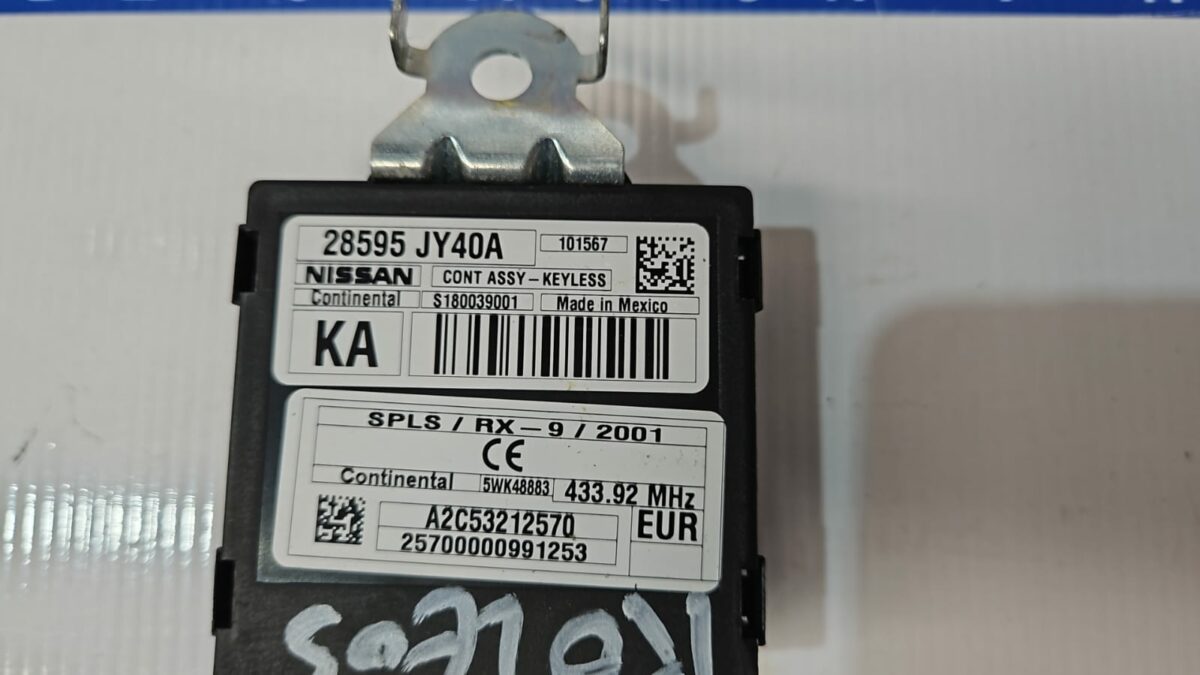 28595 JY40A
101567
NISSAN
CONT ASSY-KEYLESS
Continental
S180039001
Made in Mexico
KA
SPLS / RX-9 / 2001
CE
Continental
5WK48883
433.92 MHz
A2C53212570
EUR
25700000991253